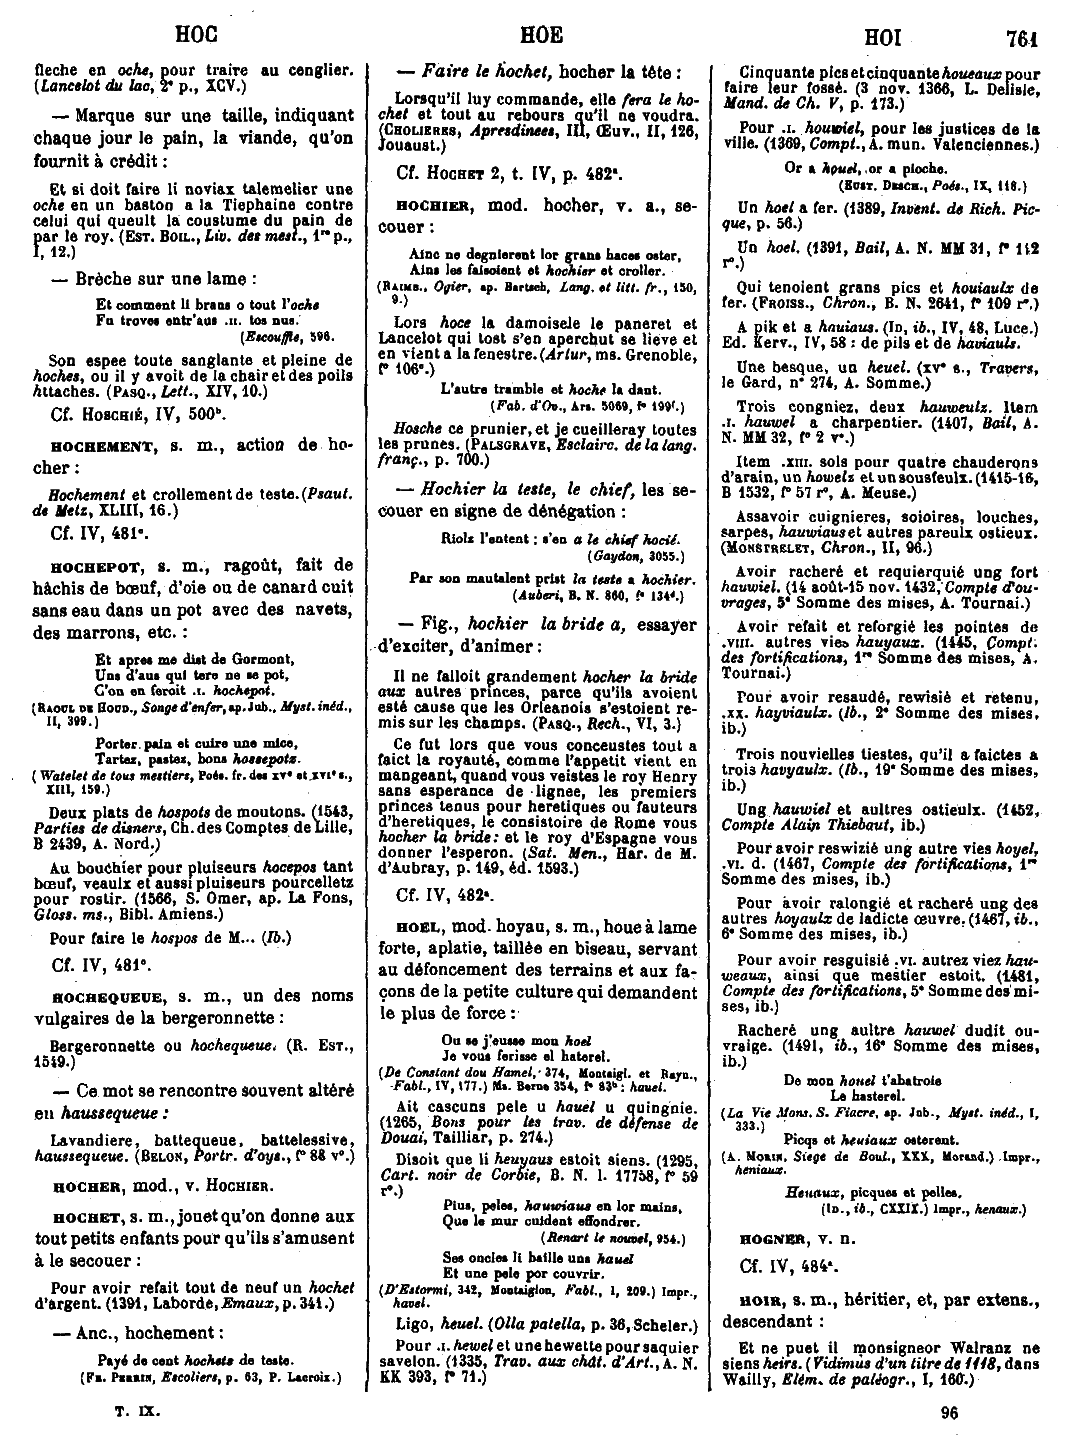 HOC
HOE
HOI
761
fleche en oche, pour traire au cenglier.
(Lancelot du lac, 2e p., XCV.)
— Marque sur une taille, indiquant
chaque jour le pain, la viande, qu'on
fournit à crédit :
Et si doit faire li noviax talemelier une
oche en un baston a la Tiephaine contre
celui qui queult la coustume du pain de
par le roy. (EST. BOIL., Liv. des mest., 1re p.,
I, 12.)
— Brèche sur une lame :
Et comment li brans o tout l'oche
Fu troves entr'aus .II. tos nus.
(Escouffle, 596.
Son espee toute sanglante et pleine de
hoches, ou il y avoit de la chair et des poils
attaches. (PASQ., Lett., XIV, 10.)
Cf. HOSCHIÉ, IV, 500b.
HOCHEMENT, s. m., action de ho-
cher :
Hochement et crollement de teste. (Psaut.
de Metz, XLIII, 16.)
Cf. IV, 481c.
HOCHEPOT, s. m., ragoût, fait de
hâchis de bœuf, d'oie ou de canard cuit
sans eau dans un pot avec des navets,
des marrons, etc. :
Et apres me dist de Gormont,
Uns d'aus qui tere ne se pot,
C'on en feroit .I. hochepot.
(RAOUL DE HOUD., Songe d'enfer, ap. Jub., Myst. inéd.,
II, 399.)
Porter pain et cuire une mice,
Tartez, pastez, bons hossepotz.
(Watelet de tous mestiers, Poés. fr. des XVe et XVIe s.,
XIII, 159.)
Deux plats de hospots de moutons. (1543,
Parties de disners, Ch. des Comptes de Lille,
B 2439, A. Nord.)
Au bouchier pour pluiseurs hocepos tant
bœuf, veaulx et aussi pluiseurs pourcelletz
pour rostir. (1566, S. Omer, ap. La Fons,
Gloss. ms., Bibl. Amiens.)
Pour faire le hospos de M... (Ib.)
Cf. IV, 481c.
HOCHEQUEUE, s. m., un des noms
vulgaires de la bergeronnette :
Bergeronnette ou hochequeue. (R. EST.,
1549.)
— Ce mot se rencontre souvent altéré
en haussequeue :
Lavandiere, battequeue, battelessive,
haussequeue. (BELON, Portr. d'oys., f° 88 v°.)
HOCHER, mod., v. HOCHIER.
HOCHET, s. m., jouet qu'on donne aux
tout petits enfants pour qu'ils s'amusent
à le secouer :
Pour avoir refait tout de neuf un hochet
d'argent. (1391, Laborde, Emaux, p. 341.)
— Anc., hochement :
Payé de cent hochets de teste.
(FR. PERRIN, Escoliers, p. 63, P. Lacroix.)
T. IX.
— Faire le hochet, hocher la tête :
Lorsqu'il luy commande, elle fera le ho-
chet et tout au rebours qu'il ne voudra.
(CHOLIERES, Apresdinees, III, Œuv., II, 126,
Jouaust.)
Cf. HOCHET 2, t. IV, p. 482a.
HOCHIER, mod. hocher, v. a., se-
couer :
Ainc ne degnierent lor grans haces oster,
Ains les faisoient et hochier et croller.
(RAIMB., Ogier, ap. Bartsch, Lang. et litt. fr., 150,
9.)
Lors hoce la damoisele le paneret et
Lancelot qui tost s'en aperchut se lieve et
en vient a la fenestre. (Artur, ms. Grenoble,
f° 106c.)
L'autre tramble et hoche la dant.
(Fab. d'Ov., Ars. 5069, f° 199f.)
Hosche ce prunier, et je cueilleray toutes
les prunes. (PALSGRAVE, Esclairc. de la lang.
franç., p. 700.)
— Hochier la teste, le chief, les se-
couer en signe de dénégation :
Riolz l'entent ; s'en a le chief hocié.
(Gaydon, 3055.)
Par son mautalent prist la teste a hochier.
(Auberi, B. N. 860, f° 134d.)
— Fig., hochier la bride a, essayer
d'exciter, d'animer :
Il ne falloit grandement hocher la bride
aux autres princes, parce qu'ils avoient
esté cause que les Orleanois s'estoient re-
mis sur les champs. (PASQ., Rech., VI, 3.)
Ce fut lors que vous conceustes tout a
faict la royauté, comme l'appetit vient en
mangeant, quand vous veistes le roy Henry
sans esperance de lignee, les premiers
princes tenus pour heretiques ou fauteurs
d'heretiques, le consistoire de Rome vous
hocher la bride : et le roy d'Espagne vous
donner l'esperon. (Sat. Men., Har. de M.
d'Aubray, p. 149, éd. 1593.)
Cf. IV, 482a.
HOEL, mod. hoyau, s. m., houe à lame
forte, aplatie, taillée en biseau, servant
au défoncement des terrains et aux fa-
çons de la petite culture qui demandent
le plus de force :
Ou se j'eusse mon hoel
Je vous ferisse el haterel.
(De Constant dou Hamel, 374, Montaigl. et Rayn.,
Fabl., IV, 177.) Ms. Berne 354, f° 83b : hauel.
Ait cascuns pele u hauel u quingnie.
(1265, Bons pour les trav. de défense de
Douai, Tailliar, p. 274.)
Disoit que li heuyaus estoit siens. (1295,
Cart. noir de Corbie, B. N. l. 17758, f° 59
r°.)
Plus, peles, hauwiaus en lor mains,
Que le mur cuident effondrer.
(Renart le nouvel, 954.)
Ses oncles li baille une hauel
Et une pele por couvrir.
(D'Estormi, 342, Montaiglon, Fabl., I, 209.) Impr.,
havel.
Ligo, heuel. (Olla patella, p. 36, Scheler.)
Pour .I. hewel et une hewette pour saquier
savelon. (1335, Trav. aux chât. d'Art., A. N.
KK 393, f° 71.)
Cinquante pics et cinquante houeaux pour
faire leur fossé. (3 nov. 1366, L. Delisle,
Mand. de Ch. V, p. 173.)
Pour .I. houwiel, pour les justices de la
ville. (1369, Compt., A. mun. Valenciennes.)
Or a houel, or a pioche.
(EUST. DESCH., Poés., IX, 116.)
Un hoel a fer. (1389, Invent. de Rich. Pic-
que, p. 56.)
Un hoel. (1391, Bail, A. N. MM 31, f° 112
r°.)
Qui tenoient grans pics et houiaulx de
fer. (FROISS., Chron., B. N. 2641, f° 109 r°.)
A pik et a hauiaus. (ID, ib., IV, 48, Luce.)
Ed. Kerv., IV, 58 : de pils et de haviauls.
Une besque, un heuel. (XVe s., Travers,
le Gard, n° 274, A. Somme.)
Trois congniez, deux hauweulz. Item
.I. hauwel a charpentier. (1407, Bail, A.
N. MM 32, f° 2 v°.)
Item .XIII. sols pour quatre chauderons
d'arain, un howelz et un sousfeulx. (1415-16,
B 1532, f° 57 r°, A. Meuse.)
Assavoir cuignieres, soioires, louches,
sarpes, hauwiaus et autres pareulx ostieux.
(MONSTRELET, Chron., II, 96.)
Avoir racheré et requierquié ung fort
hauwiel. (14 août-15 nov. 1432, Compte d'ou-
vrages, 5e Somme des mises, A. Tournai.)
Avoir refait et reforgié les pointes de
.VIII. autres vies hauyaux. (1445, Compt.
des fortifications, 1re Somme des mises, A.
Tournai.)
Pour avoir resaudé, rewisié et retenu,
.XX. hayviaulx. (Ib., 2e Somme des mises,
ib.)
Trois nouvielles tiestes, qu'il a faictes a
trois havyaulx. (Ib., 19e Somme des mises,
ib.)
Ung hauwiel et aultres ostieulx. (1452,
Compte Alain Thiebaut, ib.)
Pour avoir reswizié ung autre vies hoyel,
.VI. d. (1467, Compte des fortifications, 1re
Somme des mises, ib.)
Pour avoir ralongié et racheré ung des
autres hoyaulx de ladicte œuvre. (1467, ib.,
6e Somme des mises, ib.)
Pour avoir resguisié .VI. autrez viez hau-
weaux, ainsi que mestier estoit. (1481,
Compte des fortifications, 5e Somme des mi-
ses, ib.)
Racheré ung aultre hauwel dudit ou-
vraige. (1491, ib., 16e Somme des mises,
ib.)
De mon houel t'abatroie
Le hasterel.
(La Vie Mons. S. Fiacre, ap. Jub., Myst. inéd., I,
333.)
Picqs et heuiaux osterent.
(A. MORIN, Siege de Boul., XXX, Morand.) Impr.,
heniaux.
Heuaux, picques et pelles.
(ID., ib., CXXIX.) Impr., henaux.)
HOGNER, v. n.
Cf. IV, 484a.
HOIR, s. m., héritier, et, par extens.,
descendant :
Et ne puet il monsigneor Walranz ne
siens heirs. (Vidimus d'un titre de 1118, dans
Wailly, Elém. de paléogr., I, 160.)
96